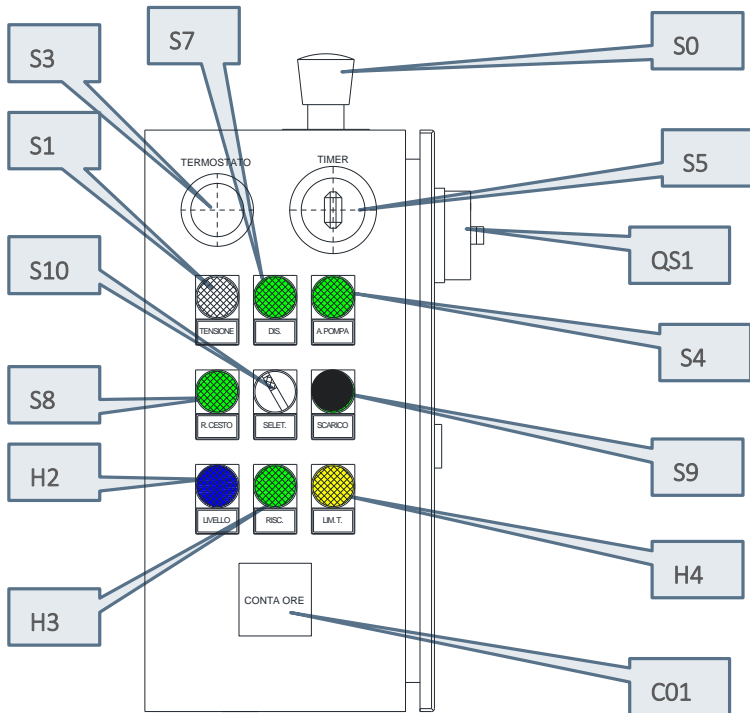 S7
S0
S3
S1
TERMOSTATO
TIMER
S5
S10
QS1
TENSIONE
DIS.
A. POMPA
S4
S8
R. CESTO
SELET.
SCARICO
S9
H2
LIVELLO
RISC.
LIM. T.
H4
H3
CONTA ORE
C01